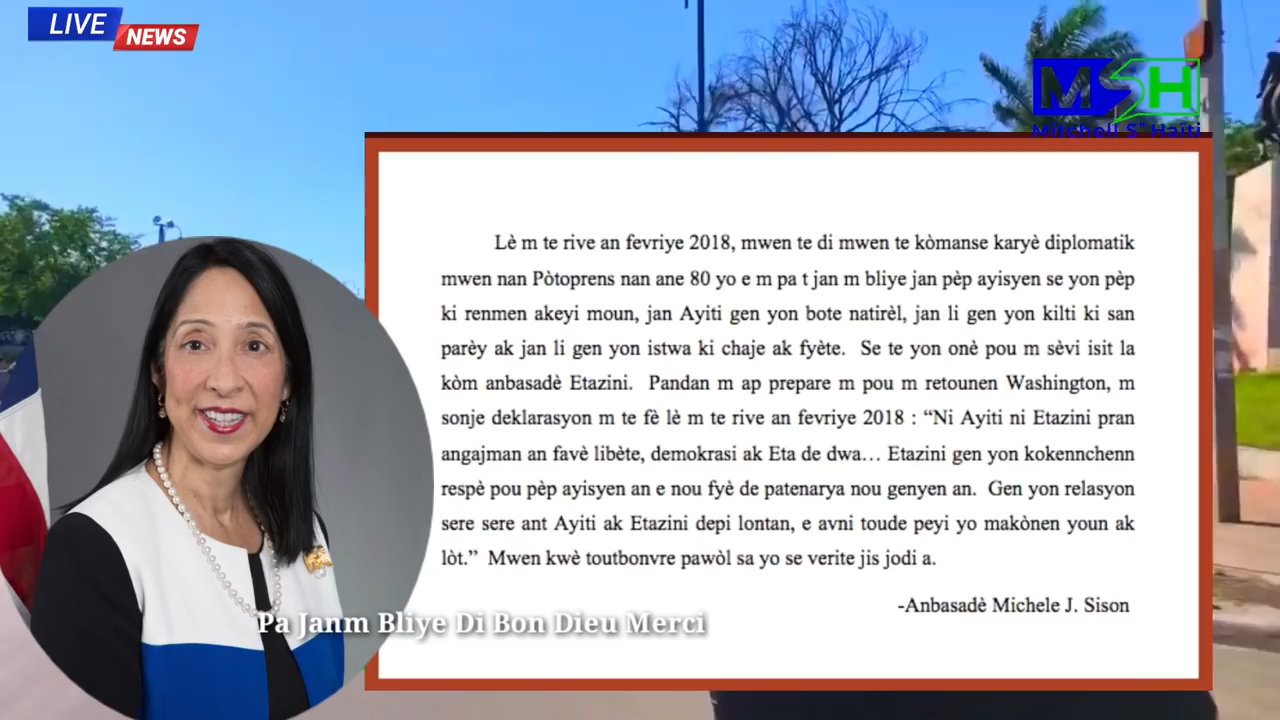 LIVE
NEWS
MSH
Mitchell S* Haïti
Lè m te rive an fevriye 2018, mwen te di mwen te kòmanse karyè diplomatik
mwen nan Pòtoprens nan ane 80 yo e m pa t jan m bliye jan pèp ayisyen se yon pèp
ki renmen akeyi moun, jan Ayiti gen yon bote natirèl, jan li gen yon kilti ki san
parèy ak jan li gen yon istwa ki chaje ak fyète. Se te yon onè pou m sèvi isit la
kòm anbasadè Etazini. Pandan m ap prepare m pou m retounen Washington, m
sonje deklarasyon m te fè lè m te rive an fevriye 2018 : “Ni Ayiti ni Etazini pran
angajman an favè libète, demokrasi ak Eta de dwa… Etazini gen yon kokennchenn
respè pou pèp ayisyen an e nou fyè de patenarya nou genyen an. Gen yon relasyon
sere sere ant Ayiti ak Etazini depi lontan, e avni toude peyi yo makònen youn ak
lòt.” Mwen kwè toutbonvre pawòl sa yo se verite jis jodi a.
-Anbasadè Michele J. Sison
Pa Janm Bliye Di Bon Dieu Merci